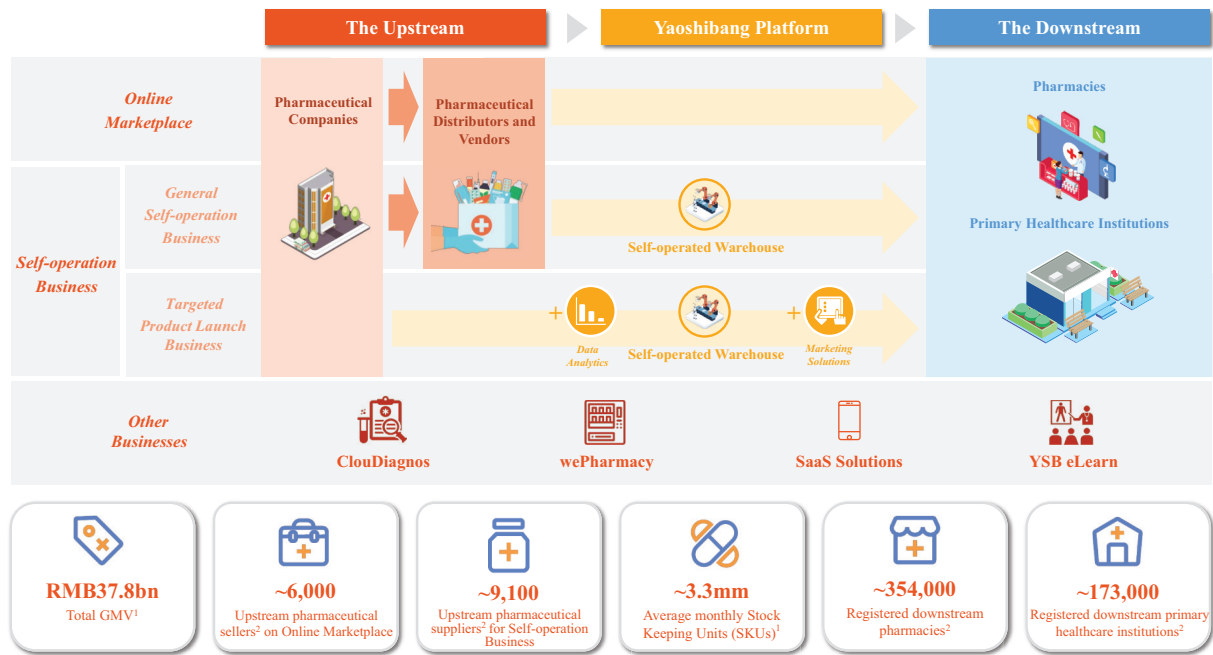 The Upstream
Yaoshibang Platform
The Downstream
Online
Marketplace
Pharmaceutical
Companies
Pharmaceutical
Distributors and
Vendors
Pharmacies
Self-operation
Business
General
Self-operation
Business
Self-operated Warehouse
Primary Healthcare Institutions
Targeted
Product Launch
Business
+
Data
Analytics
Self-operated Warehouse
+
Marketing
Solutions
Other
Businesses
ClouDiagnos
wePharmacy
SaaS Solutions
YSB eLearn
RMB37.8bn
Total GMV¹
~6,000
Upstream pharmaceutical
sellers² on Online Marketplace
~9,100
Upstream pharmaceutical
suppliers² for Self-operation
Business
~3.3mm
Average monthly Stock
Keeping Units (SKUs)¹
~354,000
Registered downstream
pharmacies²
~173,000
Registered downstream primary
healthcare institutions²